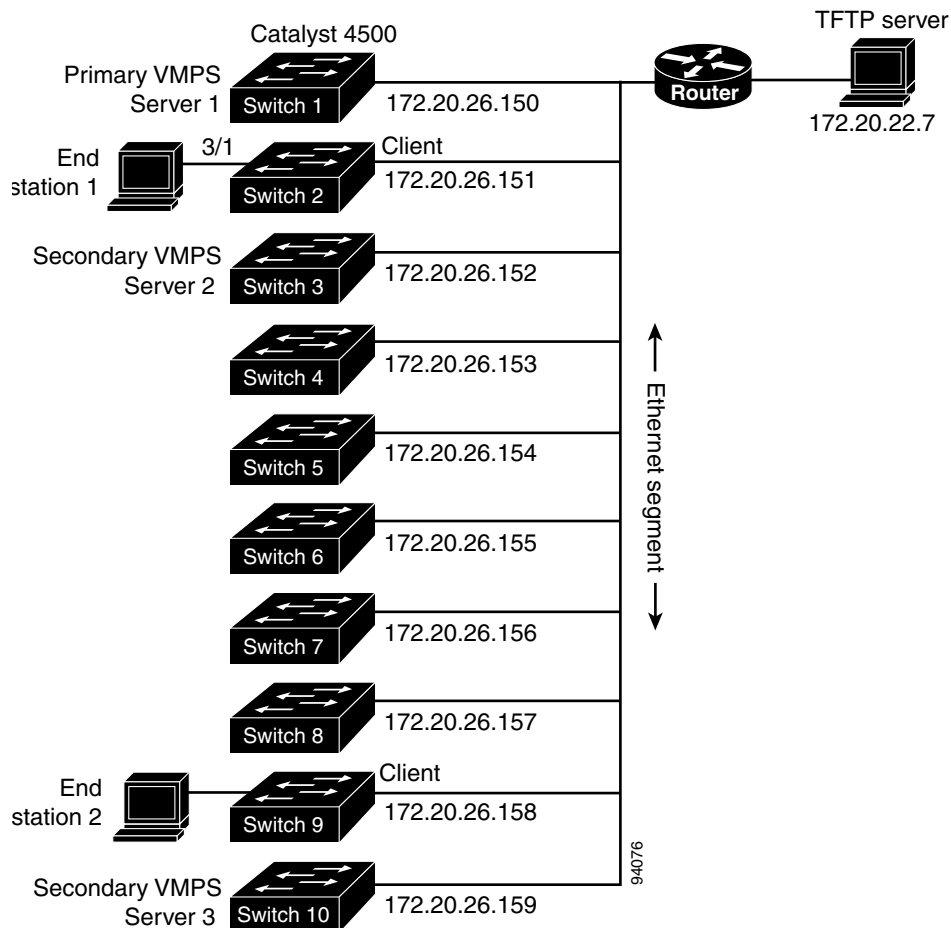 Catalyst 4500
TFTP server
Primary VMPS
Server 1
Switch 1
172.20.26.150
Router
172.20.22.7
End
station 1
3/1
Client
Switch 2
172.20.26.151
Secondary VMPS
Server 2
Switch 3
172.20.26.152
Switch 4
172.20.26.153
Switch 5
172.20.26.154
Ethernet segment
Switch 6
172.20.26.155
Switch 7
172.20.26.156
Switch 8
172.20.26.157
End
station 2
Client
Switch 9
172.20.26.158
Secondary VMPS
Server 3
Switch 10
172.20.26.159
94076